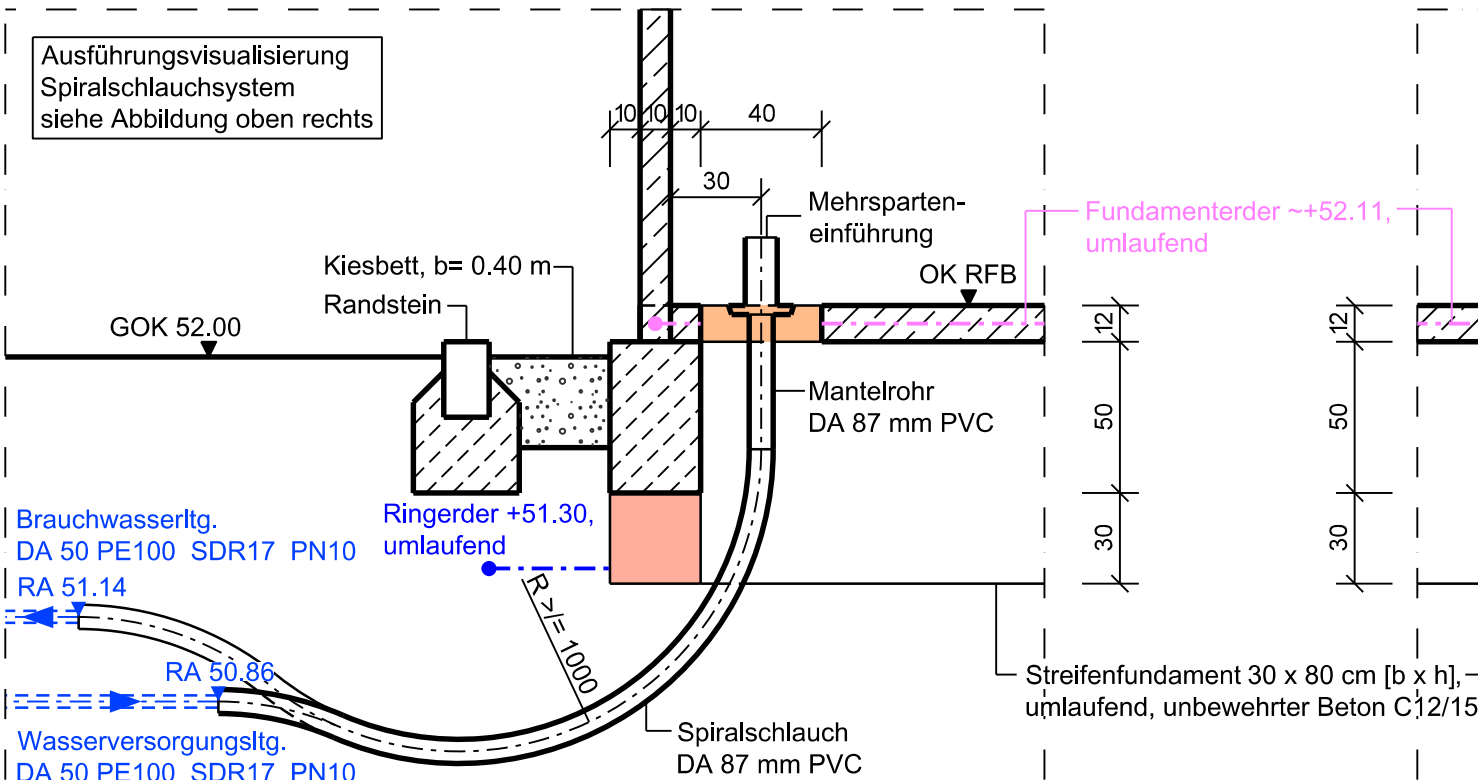 Ausführungsvisualisierung
Spiralschlauchsystem
siehe Abbildung oben rechts
10 10 10 40
30
Mehrsparten-
einführung
Fundamenterder ~+52.11,
umlaufend
Kiesbett, b= 0.40 m
Randstein
OK RFB
GOK 52.00
12
12
Mantelrohr
DA 87 mm PVC
50
50
Ringerder +51.30,
umlaufend
Brauchwasserltg.
DA 50 PE100 SDR17 PN10
RA 51.14
30
30
R >/= 1000
RA 50.86
Streifenfundament 30 x 80 cm [b x h],
umlaufend, unbewehrter Beton C12/15
Spiralschlauch
DA 87 mm PVC
Wasserversorgungsltg.
DA 50 PE100 SDR17 PN10